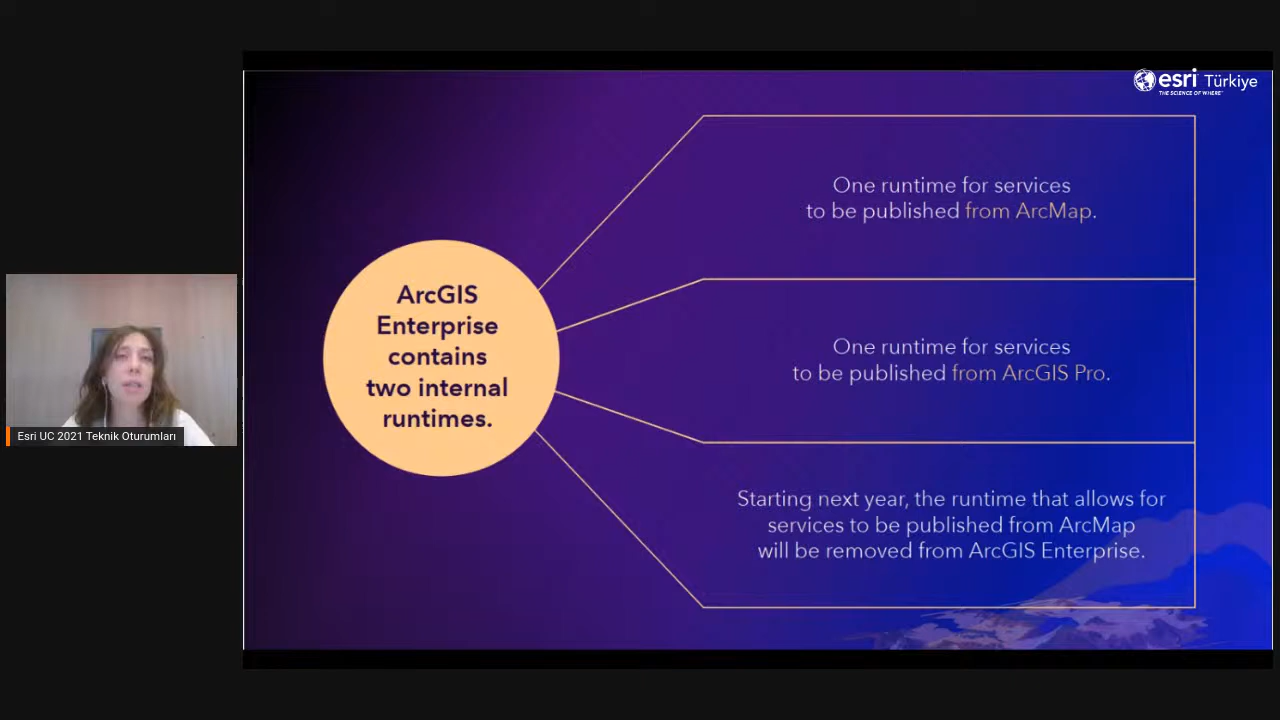 esri Türkiye
THE SCIENCE OF WHERE™
One runtime for services
to be published from ArcMap.
ArcGIS
Enterprise
contains
two internal
runtimes.
One runtime for services
to be published from ArcGIS Pro.
Starting next year, the runtime that allows for
services to be published from ArcMap
will be removed from ArcGIS Enterprise.
Esri UC 2021 Teknik Oturumları